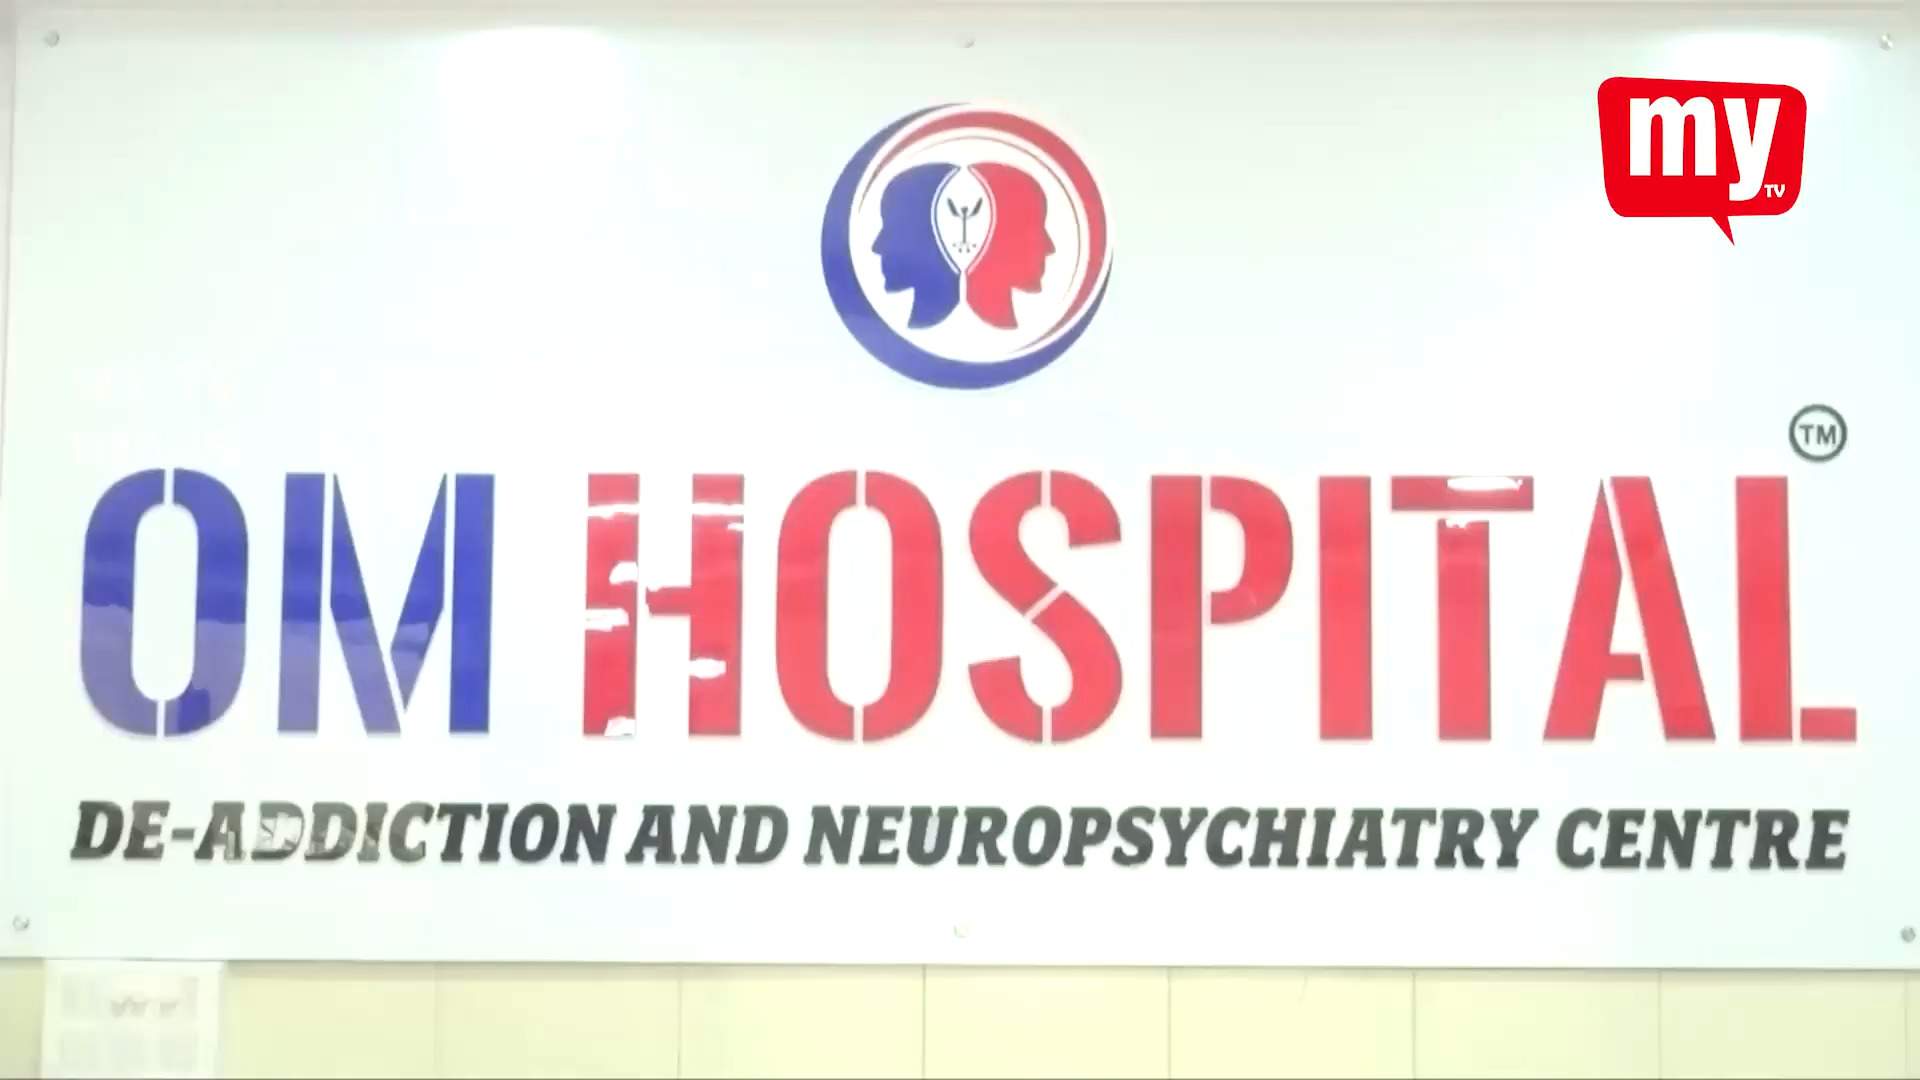 my
TV
TM
OM HOSPITAL
DE-ADDICTION AND NEUROPSYCHIATRY CENTRE